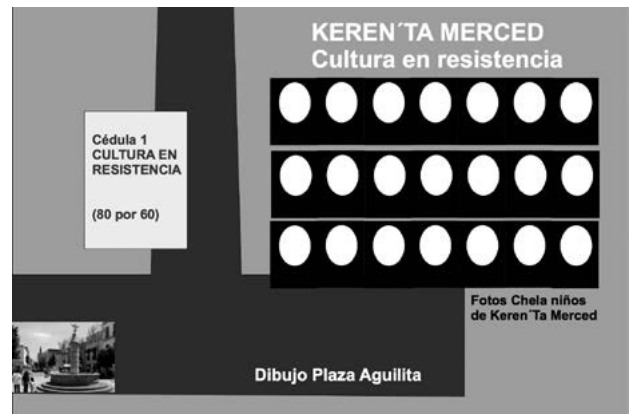 KEREN´TA MERCED
Cultura en resistencia
Cédula 1
CULTURA EN
RESISTENCIA
(80 por 60)
Fotos Chela niños
de Keren´Ta Merced
Dibujo Plaza Aguilita